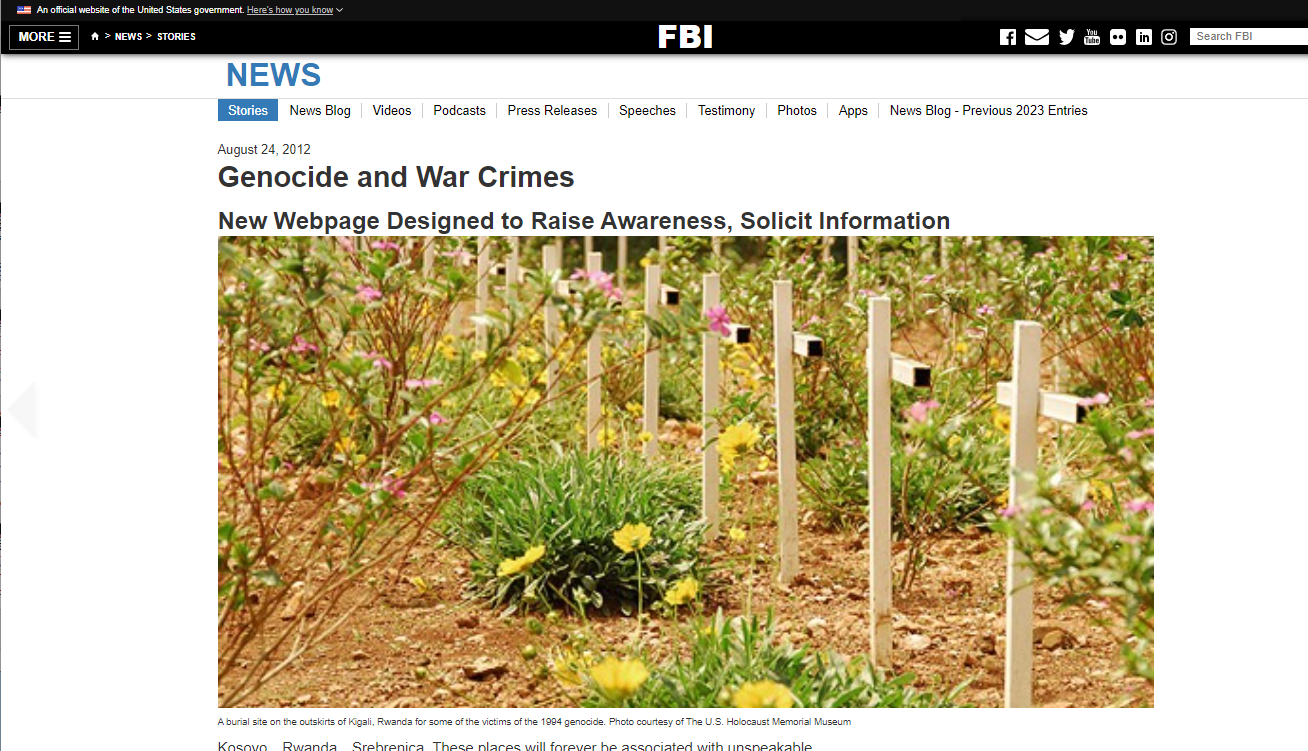 An official website of the United States government. Here's how you know
MORE > NEWS > STORIES
FBI
You Tube
in
Search FBI
NEWS
Stories News Blog Videos Podcasts Press Releases Speeches Testimony Photos Apps News Blog - Previous 2023 Entries
August 24, 2012
Genocide and War Crimes
New Webpage Designed to Raise Awareness, Solicit Information
A burial site on the outskirts of Kigali, Rwanda for some of the victims of the 1994 genocide. Photo courtesy of The U.S. Holocaust Memorial Museum
Kosovo... Rwanda... Srebrenica. These places will forever be associated with unspeakable